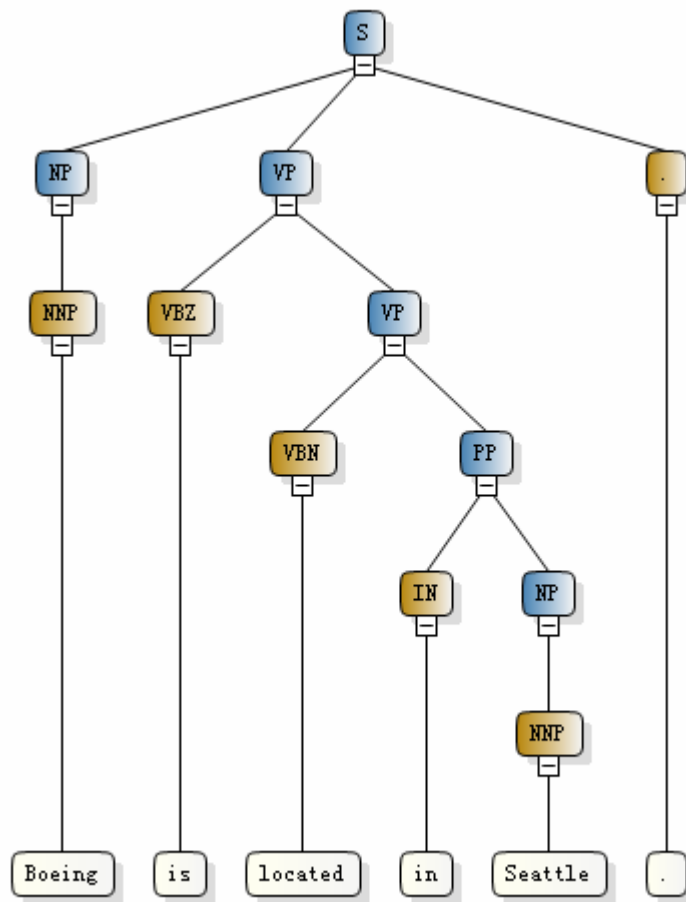 S
NP VP .
NNP VBZ VP
VBN PP
IN NP
NNP
Boeing is located in Seattle .